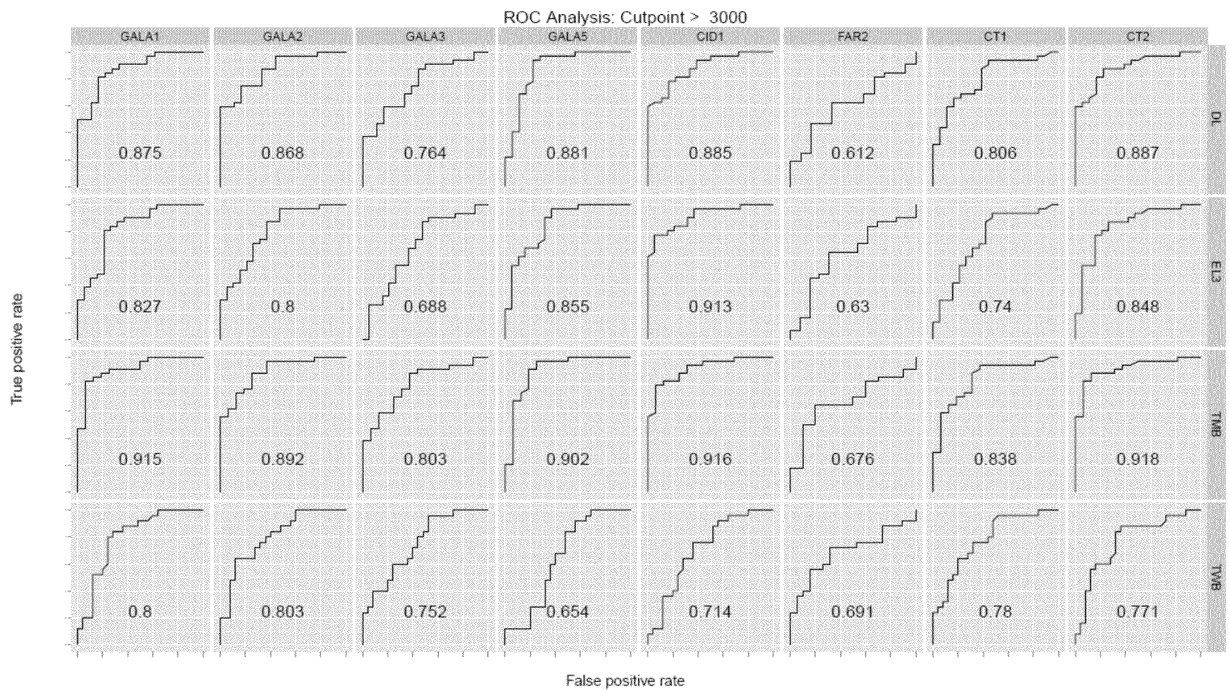 ROC Analysis: Cutpoint > 3000
GALA1 GALA2 GALA3 GALA5 CID1 FAR2 CT1 CT2
0.875 0.868 0.764 0.881 0.885 0.612 0.806 0.887 DL
0.827 0.8 0.688 0.855 0.913 0.63 0.74 0.848 EL3
True positive rate
0.915 0.892 0.803 0.902 0.916 0.676 0.838 0.918 TMB
0.8 0.803 0.752 0.654 0.714 0.691 0.78 0.771 TWB
False positive rate